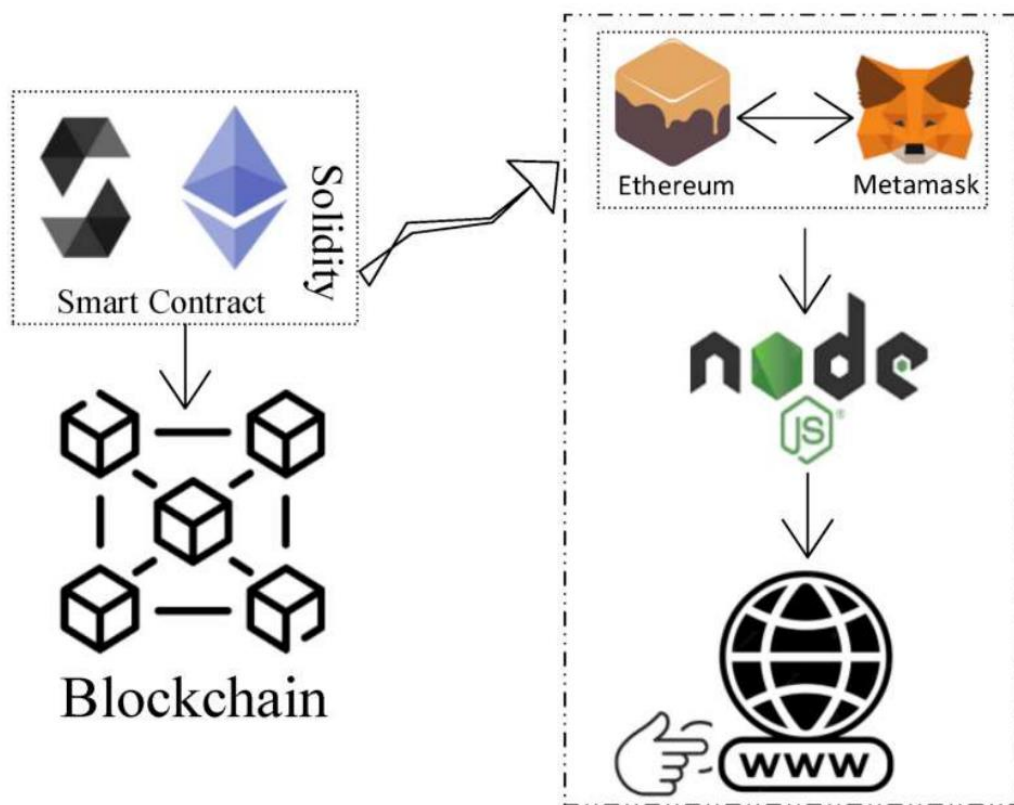 Smart Contract
Solidity
Blockchain
Ethereum
Metamask
node
JS®
WWW